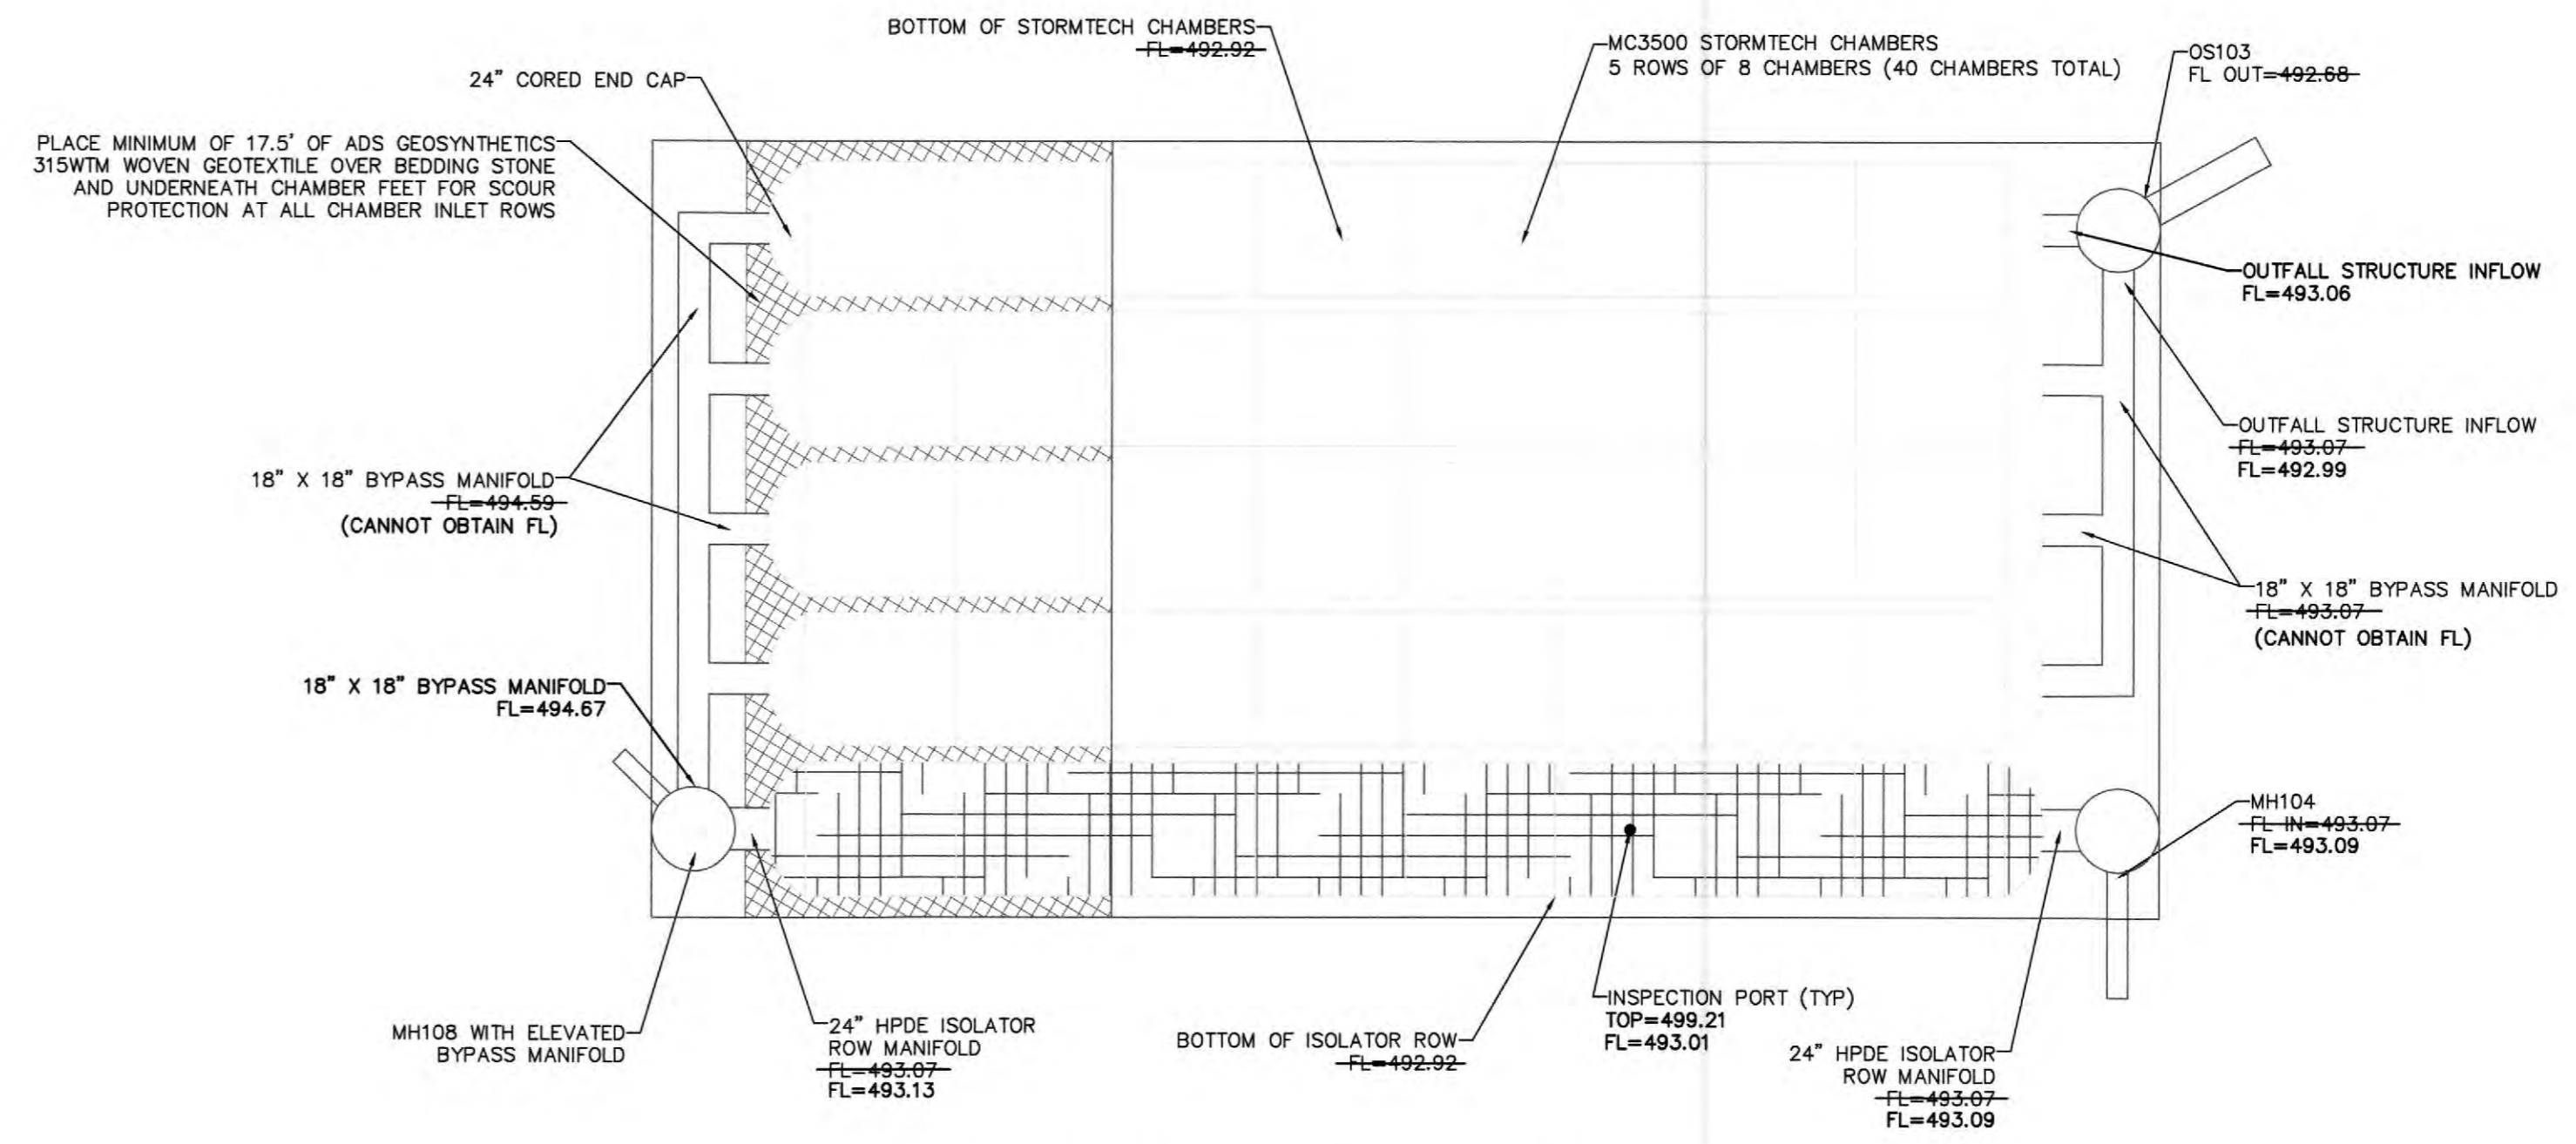 BOTTOM OF STORMTECH CHAMBERS
FL=492.92
MC3500 STORMTECH CHAMBERS
5 ROWS OF 8 CHAMBERS (40 CHAMBERS TOTAL)
OS103
FL OUT=492.68
24" CORED END CAP
PLACE MINIMUM OF 17.5' OF ADS GEOSYNTHETICS
315WTM WOVEN GEOTEXTILE OVER BEDDING STONE
AND UNDERNEATH CHAMBER FEET FOR SCOUR
PROTECTION AT ALL CHAMBER INLET ROWS
OUTFALL STRUCTURE INFLOW
FL=493.06
OUTFALL STRUCTURE INFLOW
FL=493.07
FL=492.99
18" X 18" BYPASS MANIFOLD
FL=494.59
(CANNOT OBTAIN FL)
18" X 18" BYPASS MANIFOLD
FL=493.07
(CANNOT OBTAIN FL)
18" X 18" BYPASS MANIFOLD
FL=494.67
MH104
FL IN=493.07
FL=493.09
MH108 WITH ELEVATED
BYPASS MANIFOLD
24" HPDE ISOLATOR
ROW MANIFOLD
FL=493.07
FL=493.13
BOTTOM OF ISOLATOR ROW
FL=492.92
INSPECTION PORT (TYP)
TOP=499.21
FL=493.01
24" HPDE ISOLATOR
ROW MANIFOLD
FL=493.07
FL=493.09